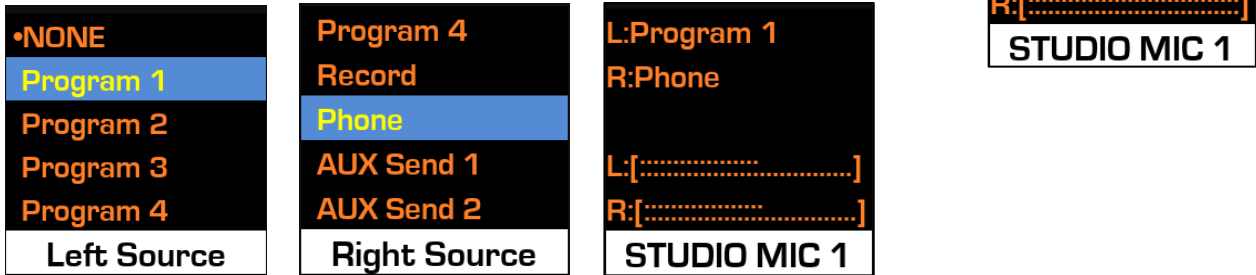 •NONE
Program 1
Program 2
Program 3
Program 4
Left Source
Program 4
Record
Phone
AUX Send 1
AUX Send 2
Right Source
L:Program 1
R:Phone
L:[::::::::::::::::::...............]
R:[::::::::::::::::::...............]
STUDIO MIC 1
R:[:::::::::::::::::::::::::::::::::]
STUDIO MIC 1